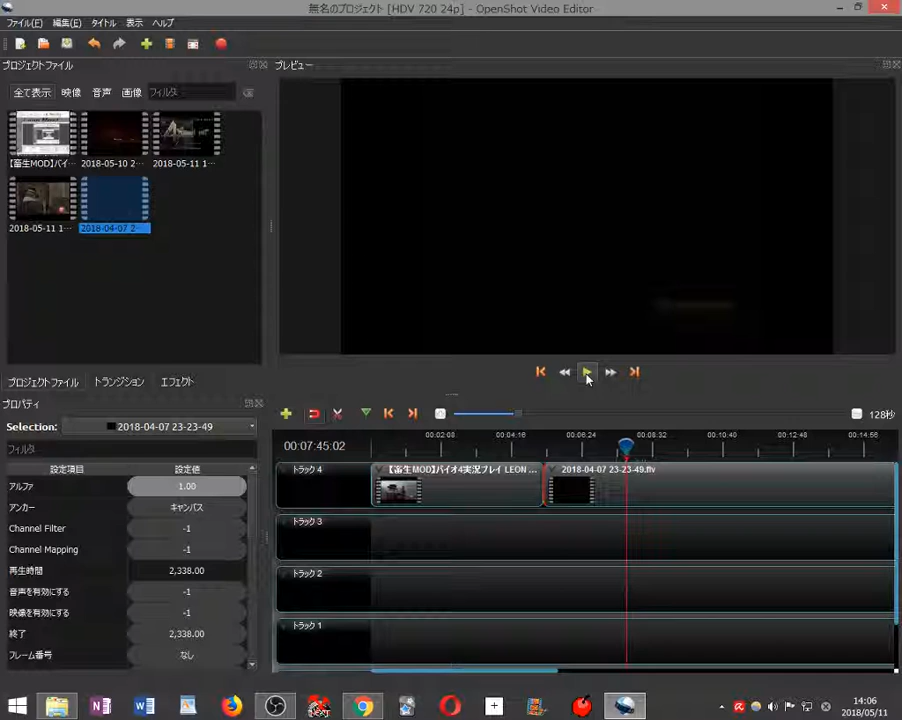 無名のプロジェクト [HDV 720 24p] - OpenShot Video Editor
ファイル(F) 編集(E) タイトル 表示 ヘルプ
プロジェクトファイル
プレビュー
全て表示 映像 音声 画像 フィルタ
【畜生MOD】バイ… 2018-05-10 2… 2018-05-11 1…
2018-05-11 1… 2018-04-07 2…
プロジェクトファイル トランジション エフェクト
プロパティ
Selection: 2018-04-07 23-23-49
フィルタ
設定項目 設定値
アルファ 1.00
アンカー キャンバス
Channel Filter -1
Channel Mapping -1
再生時間 2,338.00
音声を有効にする -1
映像を有効にする -1
終了 2,338.00
フレーム番号 なし
128秒
00:07:45:02
00:02:08 00:04:16 00:06:24 00:08:32 00:10:40 00:12:48 00:14:56
トラック4
【畜生MOD】バイオ4実況プレイ LEON ...
2018-04-07 23-23-49.flv
トラック3
トラック2
トラック1
14:06
2018/05/11